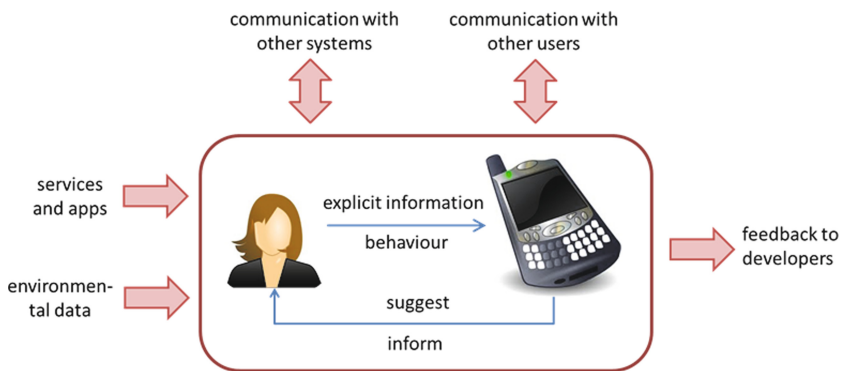 communication with
other systems
communication with
other users
services
and apps
explicit information
behaviour
feedback to
developers
environmen-
tal data
suggest
inform